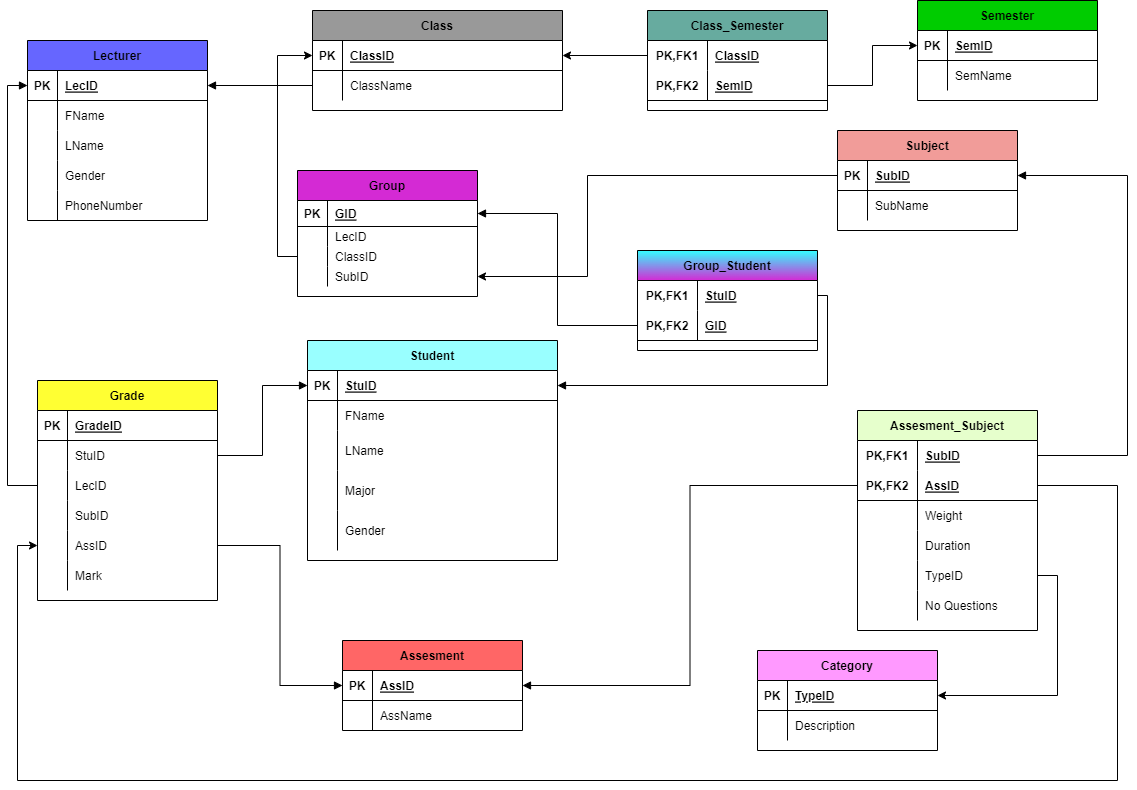 Lecturer
PK LecID
FName
LName
Gender
PhoneNumber
Class
PK ClassID
ClassName
Class_Semester
PK,FK1 ClassID
PK,FK2 SemID
Semester
PK SemID
SemName
Subject
PK SubID
SubName
Group
PK GID
LecID
ClassID
SubID
Group_Student
PK,FK1 StuID
PK,FK2 GID
Student
PK StuID
FName
LName
Major
Gender
Grade
PK GradeID
StuID
LecID
SubID
AssID
Mark
Assesment_Subject
PK,FK1 SubID
PK,FK2 AssID
Weight
Duration
TypeID
No Questions
Assesment
PK AssID
AssName
Category
PK TypeID
Description